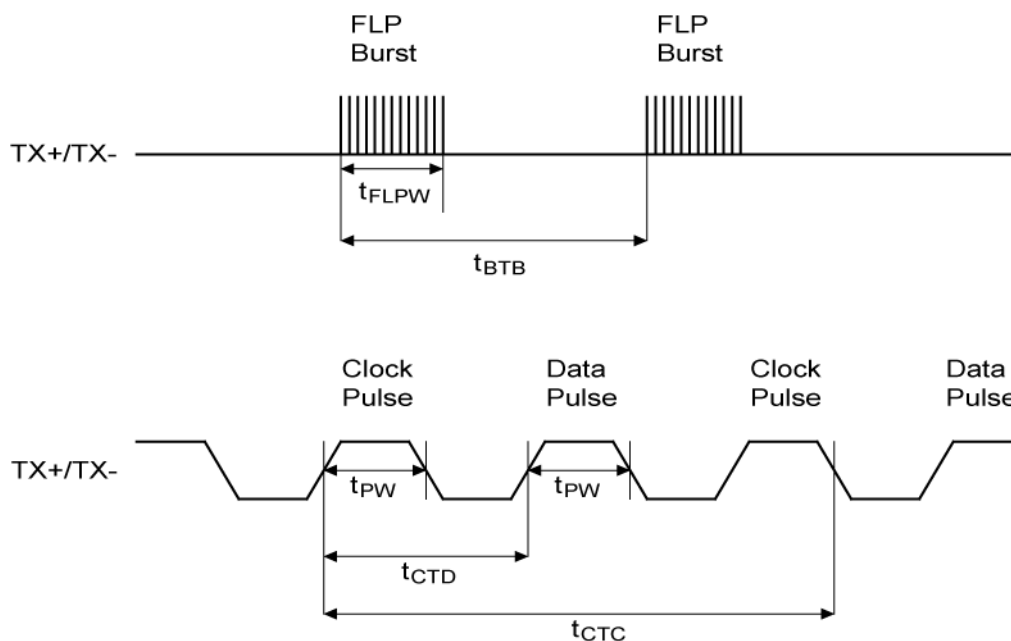 FLP
Burst
FLP
Burst
TX+/TX-
tFLPW
tBTB
Clock
Pulse
Data
Pulse
Clock
Pulse
Data
Pulse
TX+/TX-
tPW
tPW
tCTD
tCTC